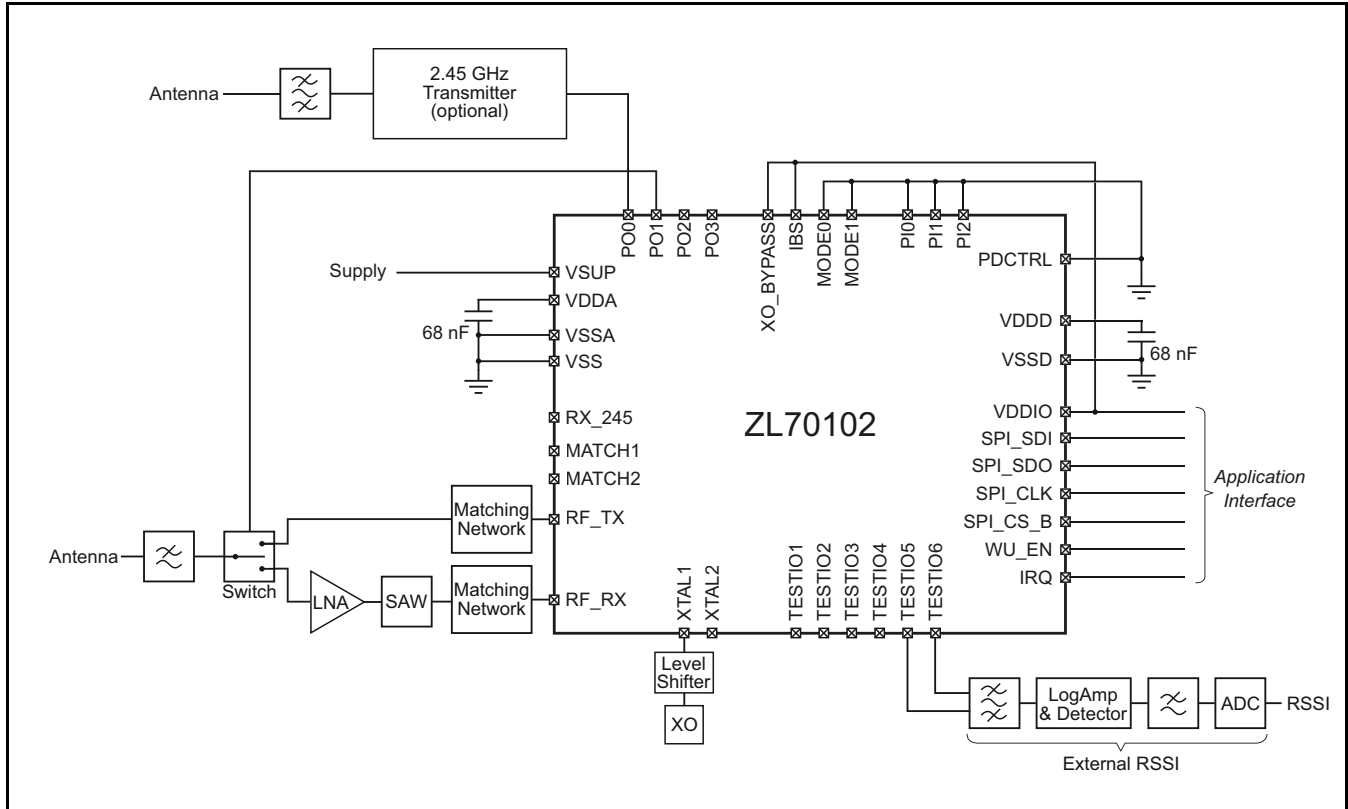 2.45 GHz
Transmitter
(optional)
Antenna
PO0
PO1
PO2
PO3
XO_BYPASS
IBS
MODE0
MODE1
PI0
PI1
PI2
Supply
VSUP
VDDA
68 nF
VSSA
VSS
RX_245
MATCH1
MATCH2
RF_TX
RF_RX
ZL70102
PDCTRL
VDDD
68 nF
VSSD
VDDIO
SPI_SDI
SPI_SDO
SPI_CLK
SPI_CS_B
WU_EN
IRQ
Application
Interface
Antenna
Switch
Matching
Network
LNA
SAW
Matching
Network
XTAL1
XTAL2
TESTIO1
TESTIO2
TESTIO3
TESTIO4
TESTIO5
TESTIO6
Level
Shifter
XO
LogAmp
& Detector
ADC
RSSI
External RSSI